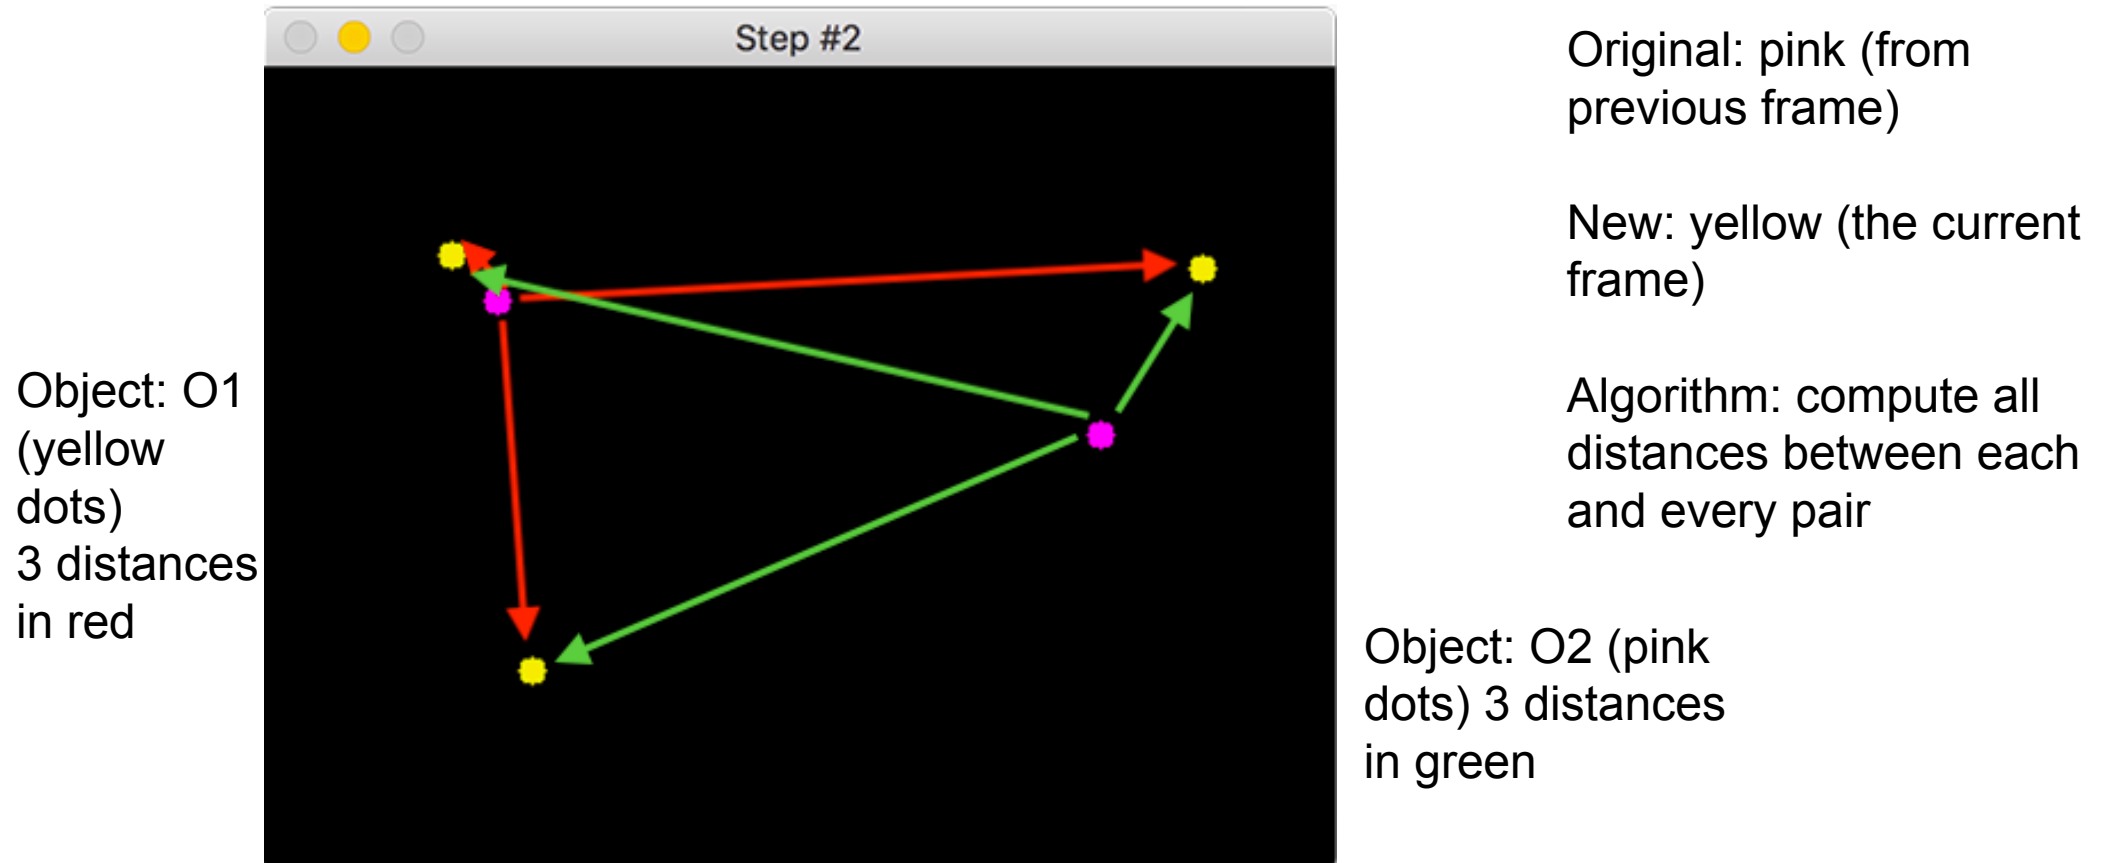 Step #2
Original: pink (from
previous frame)
New: yellow (the current
frame)
Algorithm: compute all
distances between each
and every pair
Object: O1
(yellow
dots)
3 distances
in red
Object: O2 (pink
dots) 3 distances
in green